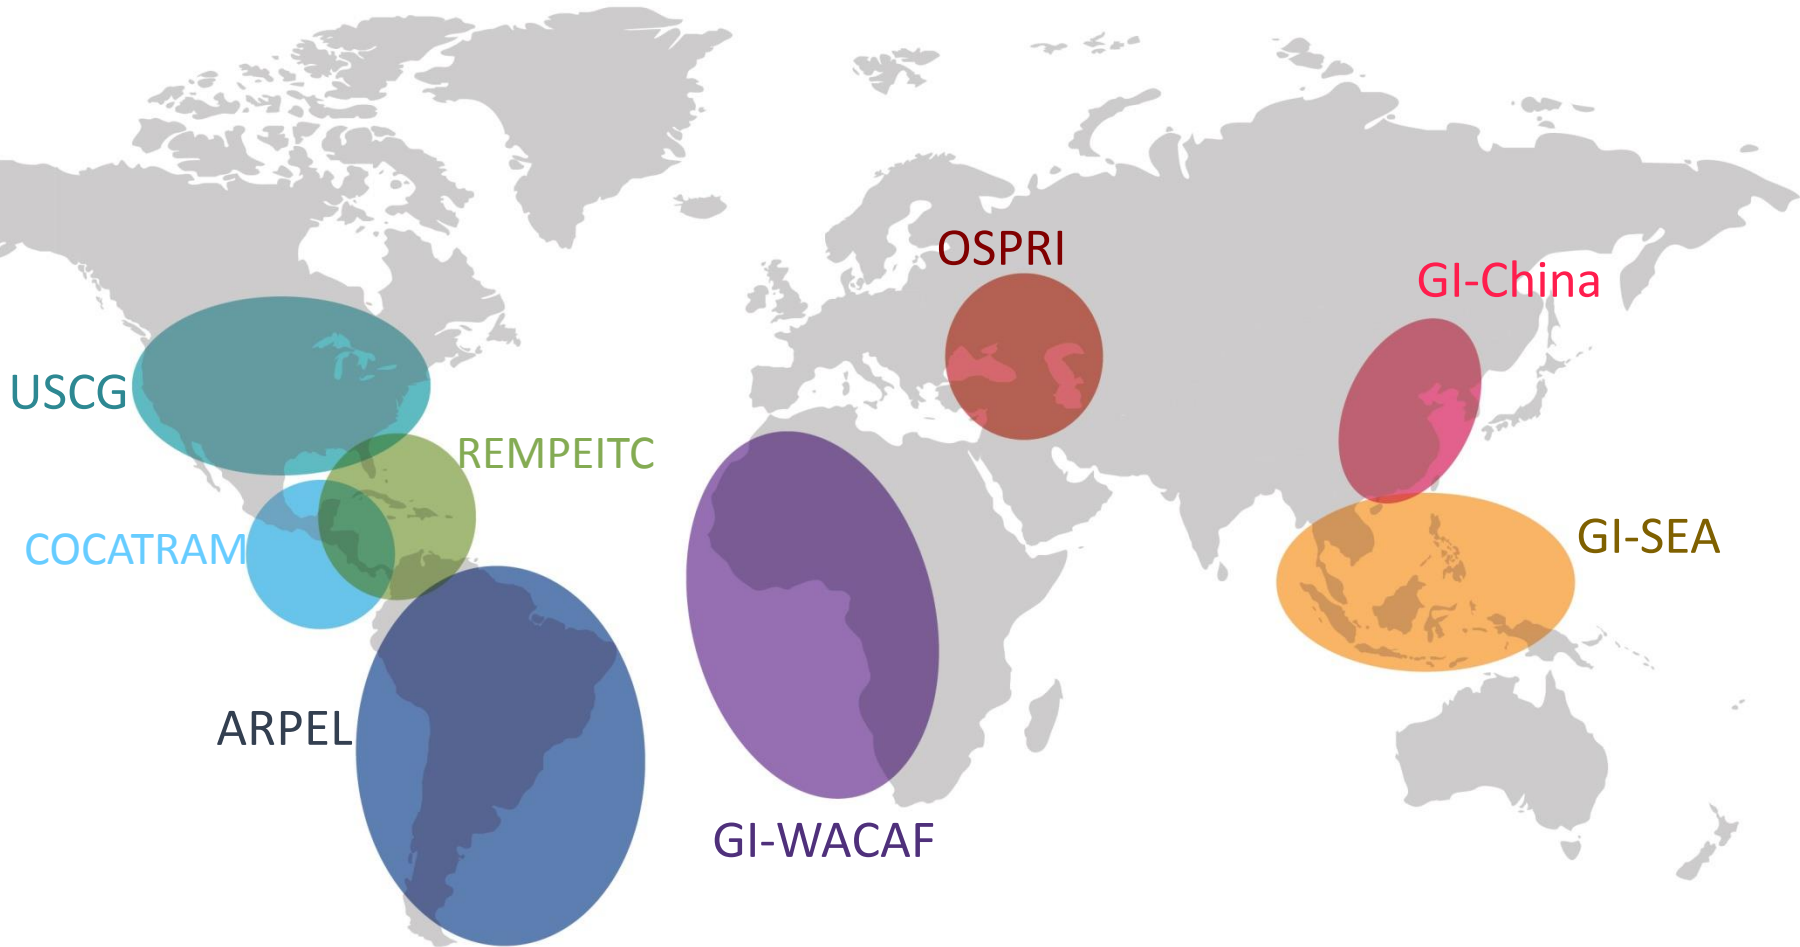 OSPRI
GI-China
USCG
REMPEITC
COCATRAM
GI-SEA
ARPEL
GI-WACAF